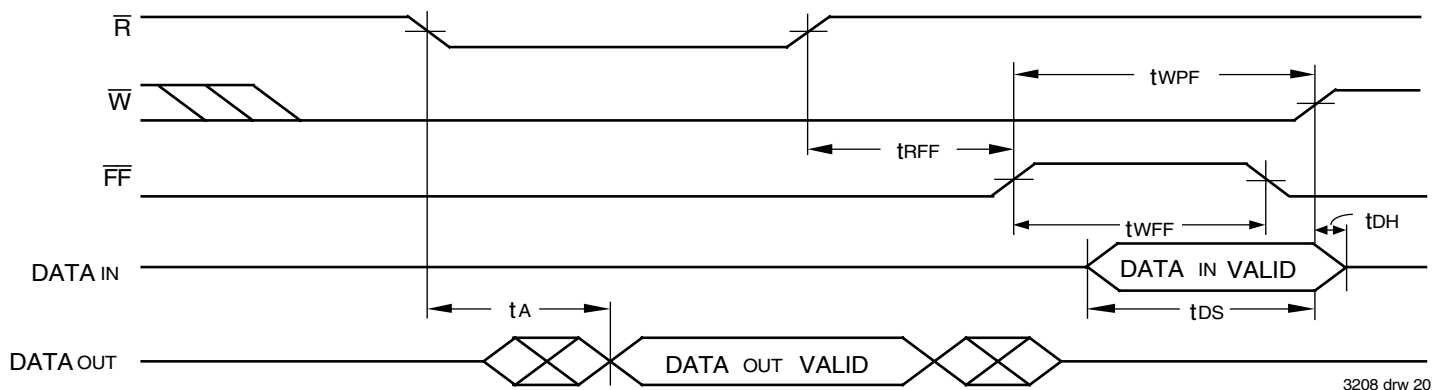 R̅
tWPF
W̅
tRFF
F̅F̅
tWFF
tDH
DATA IN
DATA IN VALID
tA
tDS
DATA OUT
DATA OUT VALID
3208 drw 20